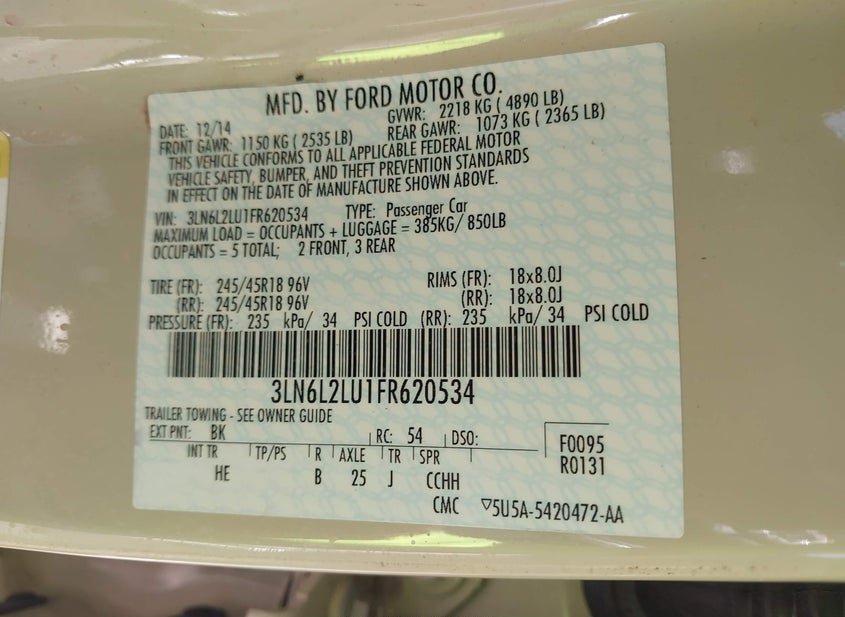 MFD. BY FORD MOTOR CO.
DATE: 12/14 GVWR: 2218 KG ( 4890 LB)
FRONT GAWR: 1150 KG ( 2535 LB) REAR GAWR: 1073 KG ( 2365 LB)
THIS VEHICLE CONFORMS TO ALL APPLICABLE FEDERAL MOTOR
VEHICLE SAFETY, BUMPER, AND THEFT PREVENTION STANDARDS
IN EFFECT ON THE DATE OF MANUFACTURE SHOWN ABOVE.
VIN: 3LN6L2LU1FR620534 TYPE: Passenger Car
MAXIMUM LOAD = OCCUPANTS + LUGGAGE = 385KG/ 850LB
OCCUPANTS = 5 TOTAL; 2 FRONT, 3 REAR
TIRE (FR): 245/45R18 96V RIMS (FR): 18x8.0J
(RR): 245/45R18 96V (RR): 18x8.0J
PRESSURE (FR): 235 kPa/ 34 PSI COLD (RR): 235 kPa/ 34 PSI COLD
3LN6L2LU1FR620534
TRAILER TOWING - SEE OWNER GUIDE
EXT PNT: BK RC: 54 DSO: F0095
INT TR TP/PS R AXLE TR SPR R0131
HE B 25 J CCHH
CMC ▽5U5A-5420472-AA